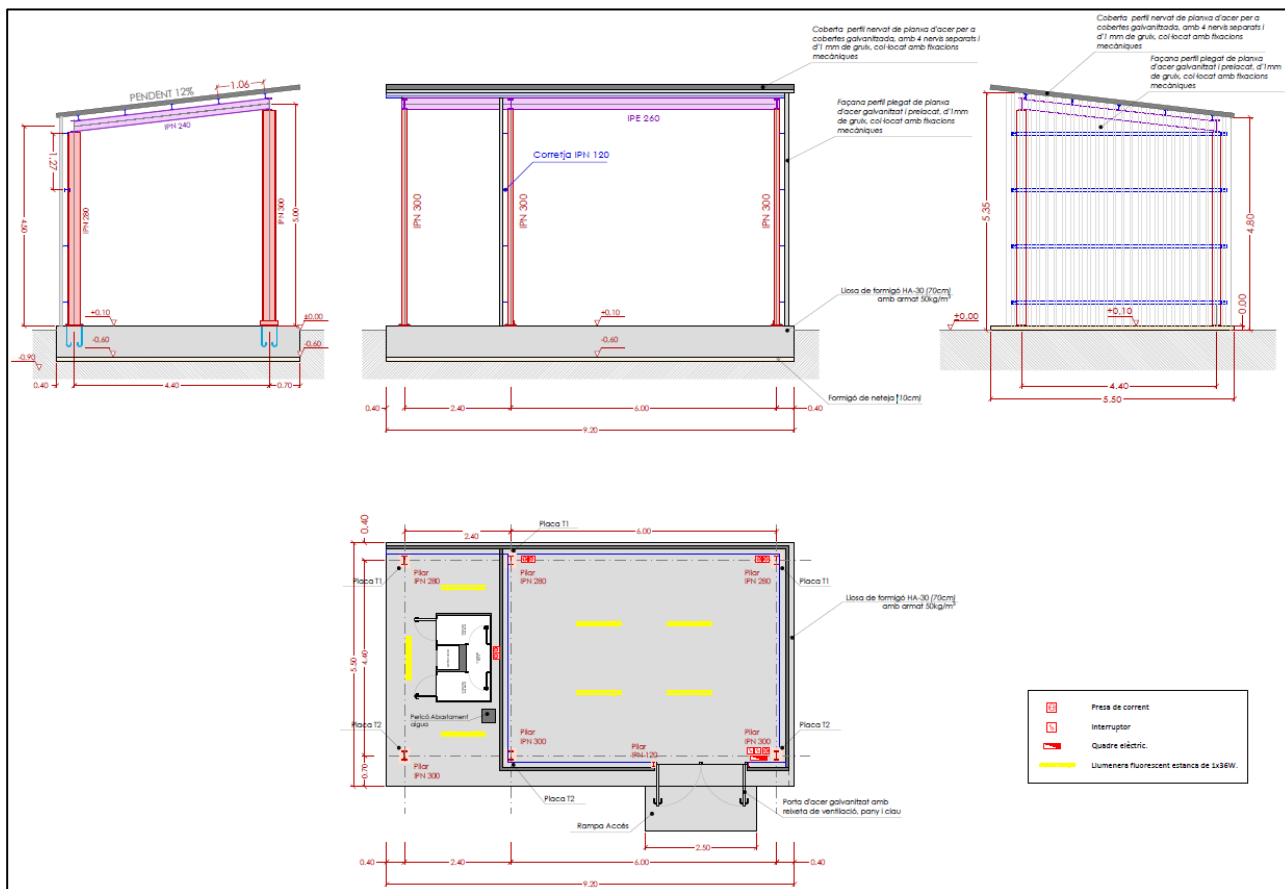 Coberta perfil nervat de planxa d'acer per a
cobertes galvanitzada, amb 4 nervis separats i
d'1 mm de gruix, col·locat amb fixacions
mecàniques
PENDENT 12%
1.06
IPN 240
1.27
4.50
IPN 280
IPN 300
5.00
+0.10
±0.00
-0.60
-0.60
-0.90
0.40
4.40
0.70
IPE 260
Corretja IPN 120
IPN 300
IPN 300
IPN 300
Façana perfil plegat de planxa
d'acer galvanitzat i prelacat, d'1mm
de gruix, col·locat amb fixacions
mecàniques
Llosa de formigó HA-30 (70cm)
amb armat 50kg/m³
+0.10
-0.60
Formigó de neteja (10cm)
0.40
2.40
6.00
0.40
9.20
Coberta perfil nervat de planxa d'acer per a
cobertes galvanitzada, amb 4 nervis separats i
d'1 mm de gruix, col·locat amb fixacions
mecàniques
Façana perfil plegat de planxa
d'acer galvanitzat i prelacat, d'1mm
de gruix, col·locat amb fixacions
mecàniques
5.35
4.80
0.00
±0.00
+0.10
4.40
5.50
0.40
2.40
Placa T1
6.00
Placa T1
Pilar
IPN 280
Pilar
IPN 280
Pilar
IPN 280
Placa T1
Llosa de formigó HA-30 (70cm)
amb armat 50kg/m³
5.50
4.40
Pericó Abastament
aigua
Placa T2
Pilar
IPN 300
Pilar
IPN 300
Pilar
IPN-120
Pilar
IPN 300
Placa T2
0.70
Placa T2
Porta d'acer galvanitzat amb
reixeta de ventilació, pany i clau
Rampa Accés
2.50
0.40
2.40
6.00
0.40
9.20
Presa de corrent
Interruptor
Quadre elèctric.
Llumenera fluorescent estanca de 1x36W.